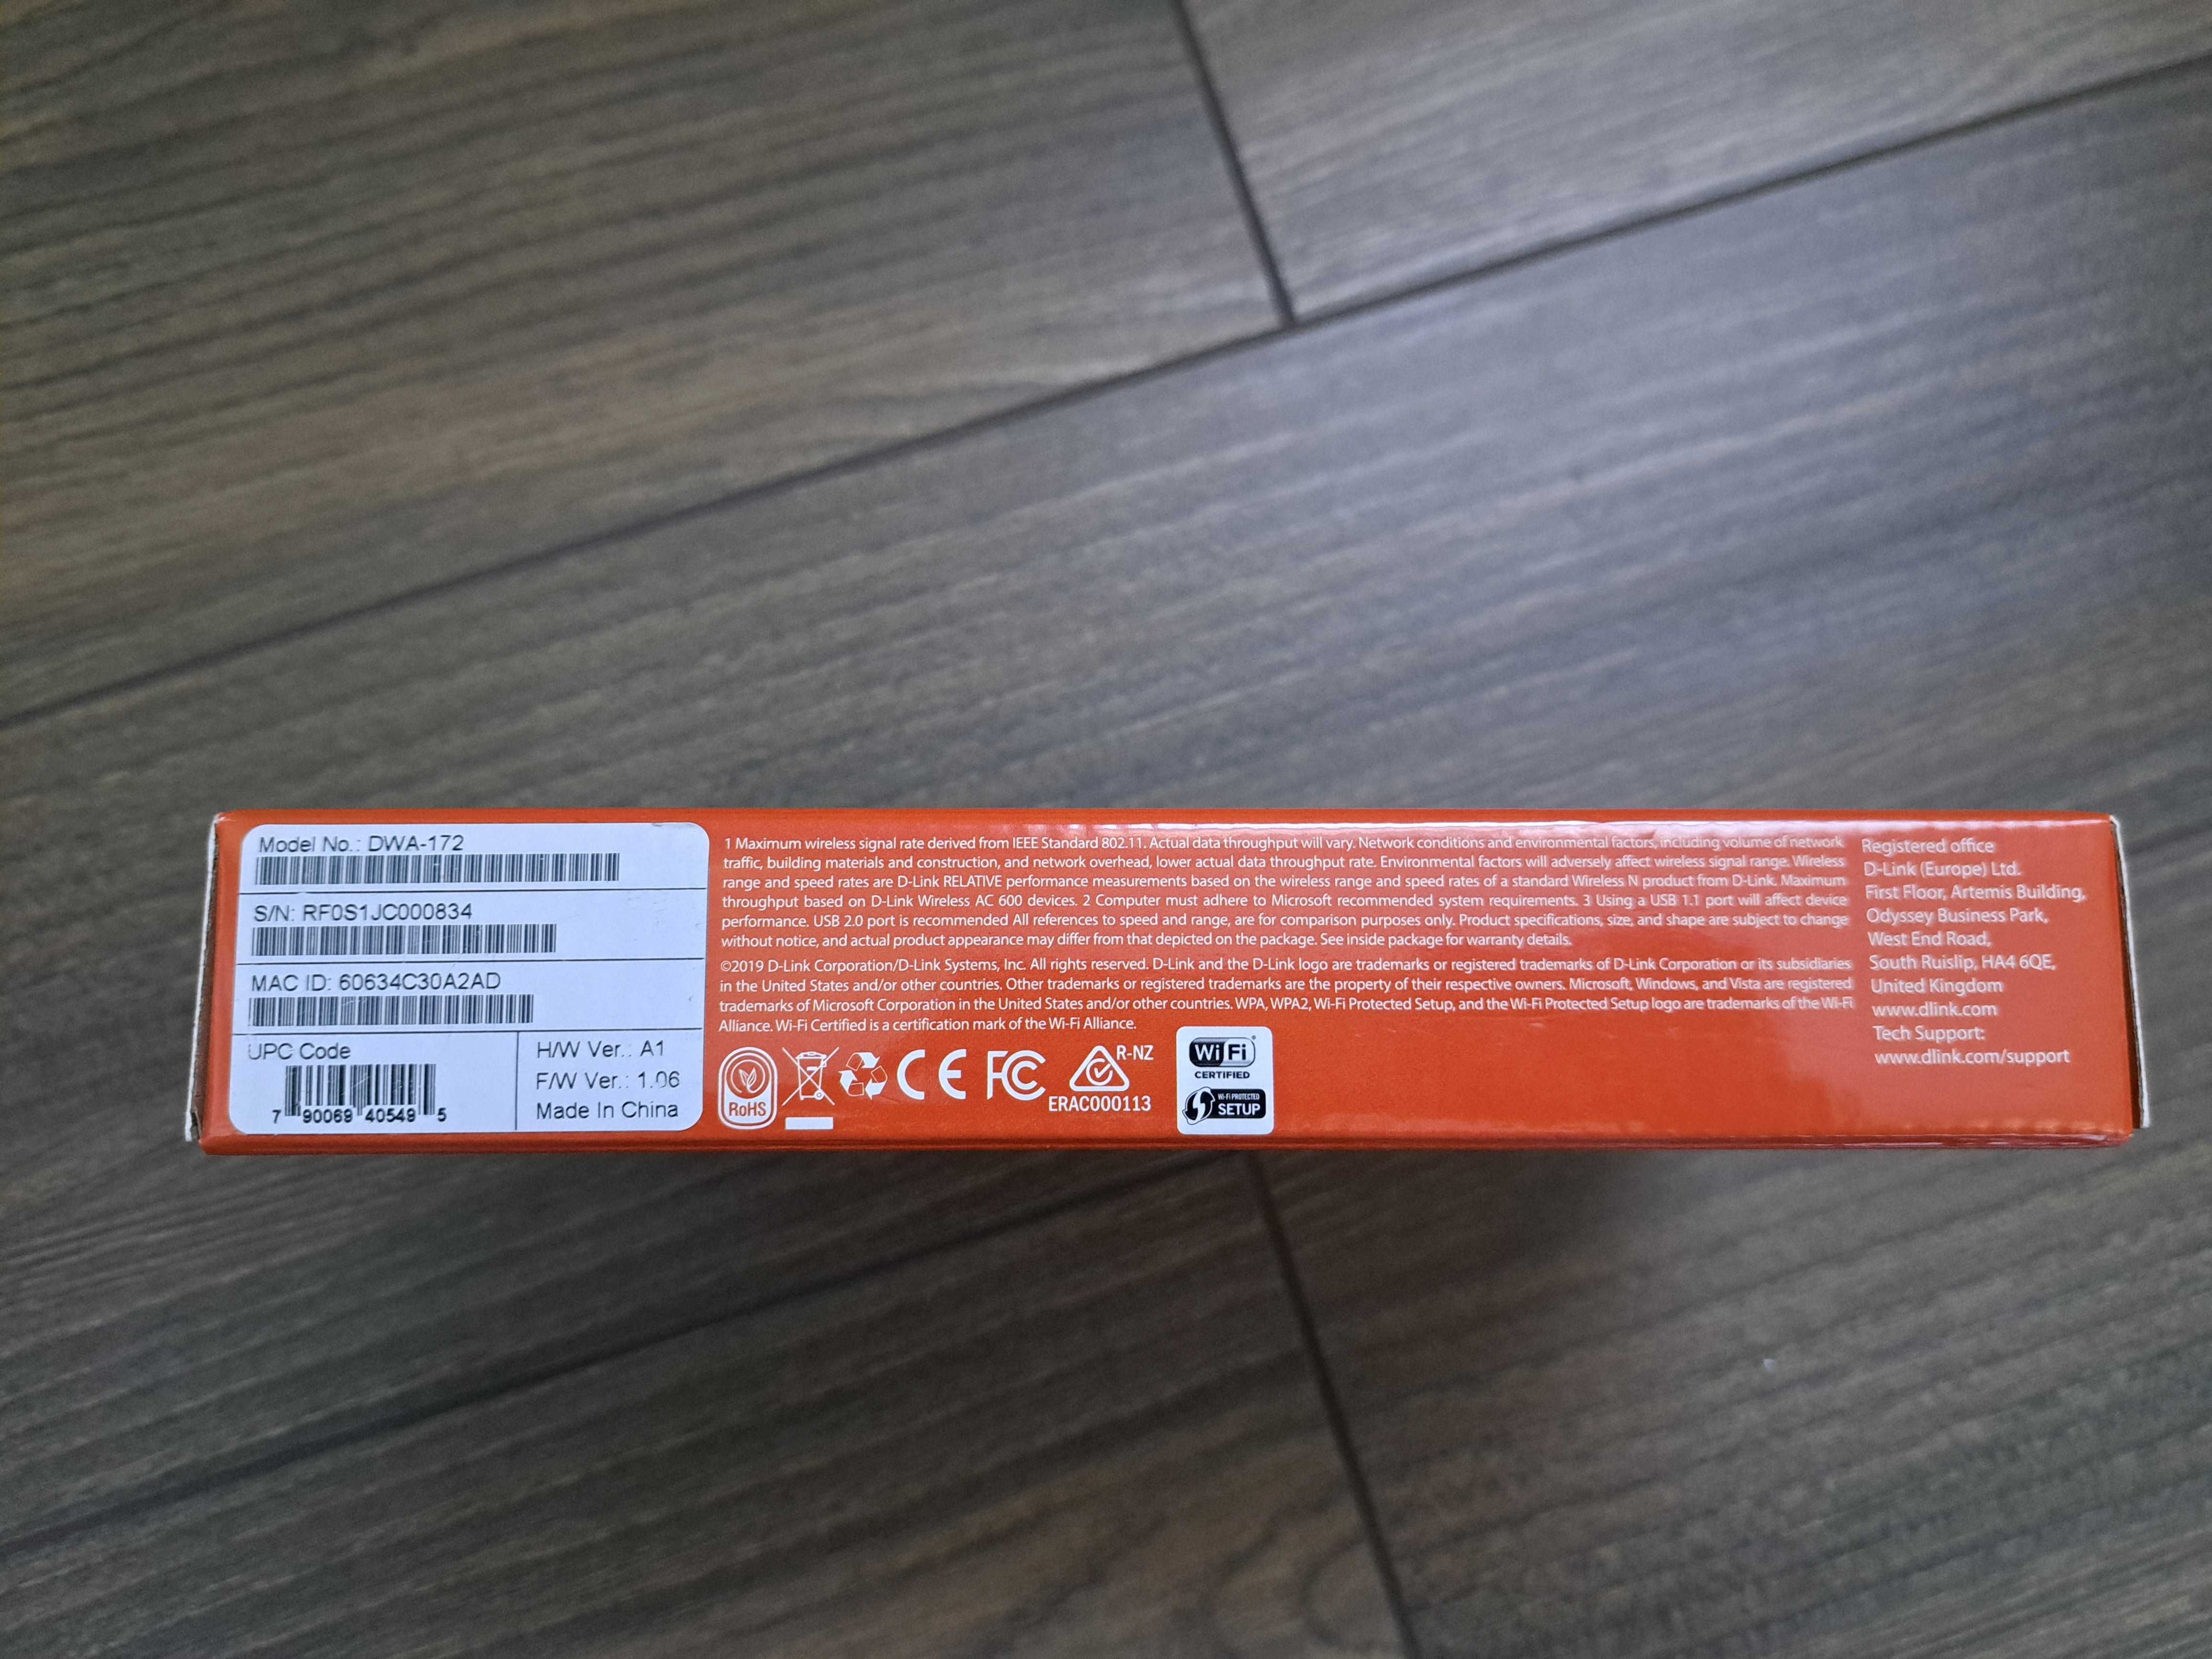 Model No.: DWA-172
S/N: RF0S1JC000834
MAC ID: 60634C30A2AD
UPC Code
7 90069 40549 5
H/W Ver.: A1
F/W Ver.: 1.06
Made In China
1 Maximum wireless signal rate derived from IEEE Standard 802.11. Actual data throughput will vary. Network conditions and environmental factors, including volume of network
traffic, building materials and construction, and network overhead, lower actual data throughput rate. Environmental factors will adversely affect wireless signal range. Wireless
range and speed rates are D-Link RELATIVE performance measurements based on the wireless range and speed rates of a standard Wireless N product from D-Link. Maximum
throughput based on D-Link Wireless AC 600 devices. 2 Computer must adhere to Microsoft recommended system requirements. 3 Using a USB 1.1 port will affect device
performance. USB 2.0 port is recommended All references to speed and range, are for comparison purposes only. Product specifications, size, and shape are subject to change
without notice, and actual product appearance may differ from that depicted on the package. See inside package for warranty details.
©2019 D-Link Corporation/D-Link Systems, Inc. All rights reserved. D-Link and the D-Link logo are trademarks or registered trademarks of D-Link Corporation or its subsidiaries
in the United States and/or other countries. Other trademarks or registered trademarks are the property of their respective owners. Microsoft, Windows, and Vista are registered
trademarks of Microsoft Corporation in the United States and/or other countries. WPA, WPA2, Wi-Fi Protected Setup, and the Wi-Fi Protected Setup logo are trademarks of the Wi-Fi
Alliance. Wi-Fi Certified is a certification mark of the Wi-Fi Alliance.
RoHS
CE
FC
R-NZ
ERAC000113
Wi Fi
CERTIFIED
Wi-Fi PROTECTED
SETUP
Registered office
D-Link (Europe) Ltd.
First Floor, Artemis Building,
Odyssey Business Park,
West End Road,
South Ruislip, HA4 6QE,
United Kingdom
www.dlink.com
Tech Support:
www.dlink.com/support